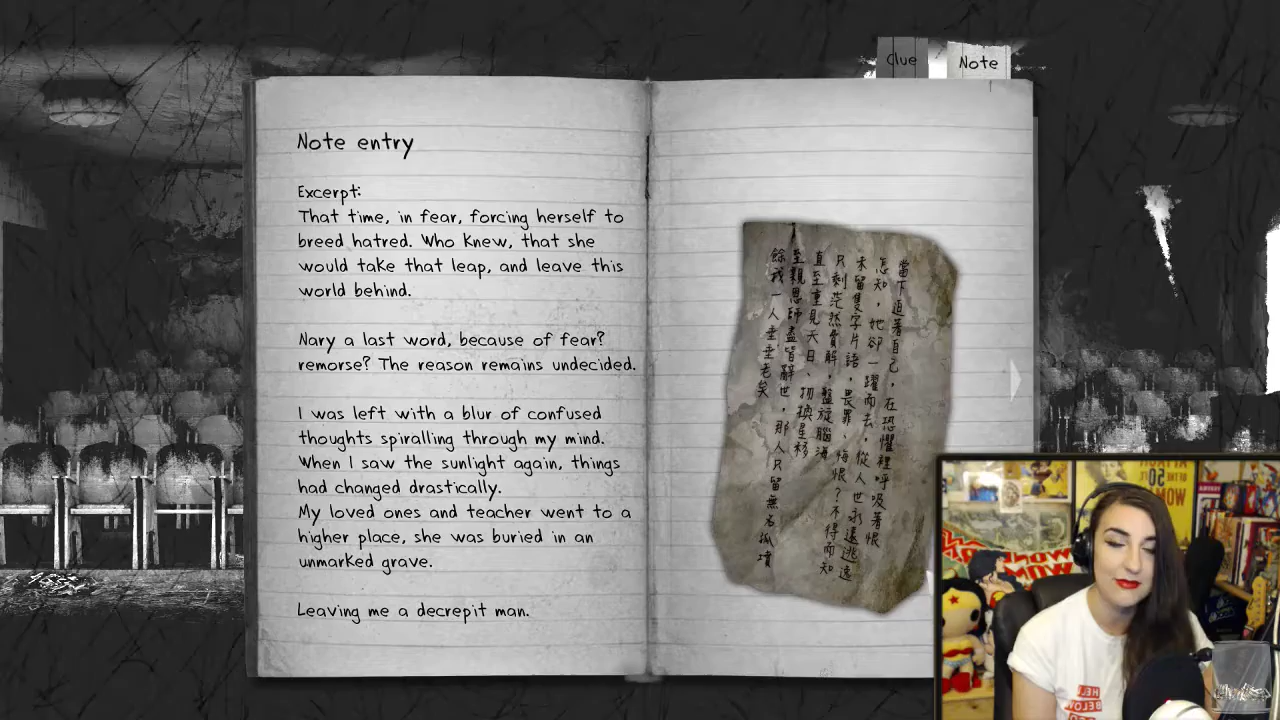 Clue
Note
Note entry
Excerpt:
That time, in fear, forcing herself to
breed hatred. Who knew, that she
would take that leap, and leave this
world behind.
Nary a last word, because of fear?
remorse? The reason remains undecided.
I was left with a blur of confused
thoughts spiralling through my mind.
When I saw the sunlight again, things
had changed drastically.
My loved ones and teacher went to a
higher place, she was buried in an
unmarked grave.
Leaving me a decrepit man.
當下迫著自己，在恐懼裡呼吸著恨
怎知，她卻一躍而去，從人世永遠逃逸
未留隻字片語，畏罪、悔恨？不得而知
只剩茫然費解，盤旋腦海
直至重見天日、物換星移
至親恩師盡皆辭世，那人只留無名孤墳
餘我一人垂垂老矣
OF THE 50
WOM